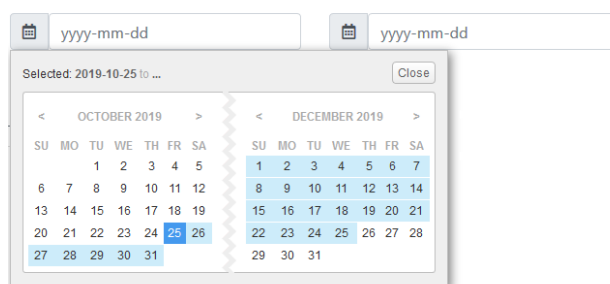 yyyy-mm-dd yyyy-mm-dd
Selected: 2019-10-25 to ... Close
< OCTOBER 2019 > < DECEMBER 2019 >
SU MO TU WE TH FR SA SU MO TU WE TH FR SA
1 2 3 4 5 1 2 3 4 5 6 7
6 7 8 9 10 11 12 8 9 10 11 12 13 14
13 14 15 16 17 18 19 15 16 17 18 19 20 21
20 21 22 23 24 25 26 22 23 24 25 26 27 28
27 28 29 30 31 29 30 31